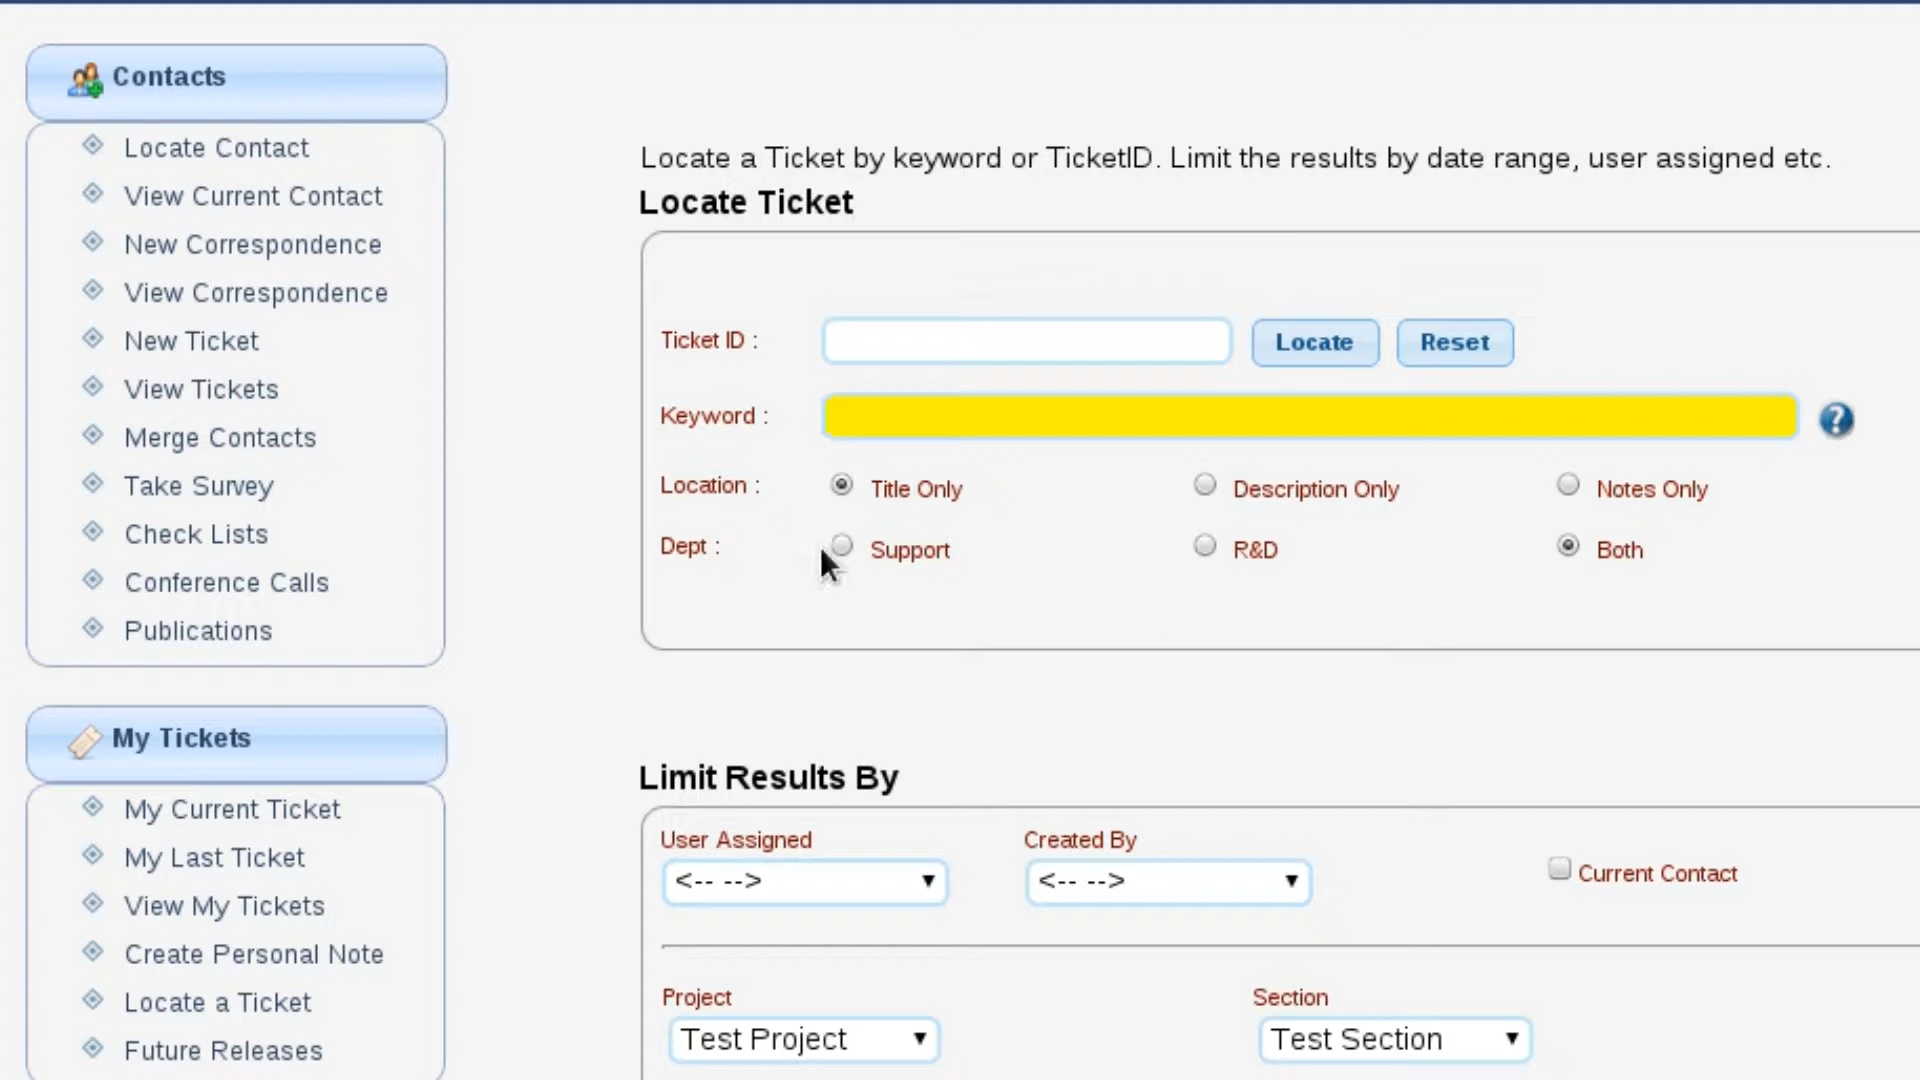 Contacts
Locate Contact
View Current Contact
New Correspondence
View Correspondence
New Ticket
View Tickets
Merge Contacts
Take Survey
Check Lists
Conference Calls
Publications
My Tickets
My Current Ticket
My Last Ticket
View My Tickets
Create Personal Note
Locate a Ticket
Future Releases
Locate a Ticket by keyword or TicketID. Limit the results by date range, user assigned etc.
Locate Ticket
Ticket ID : Locate Reset
Keyword : ?
Location : Title Only Description Only Notes Only
Dept : Support R&D Both
Limit Results By
User Assigned Created By
<-- --> <-- --> Current Contact
Project Section
Test Project Test Section